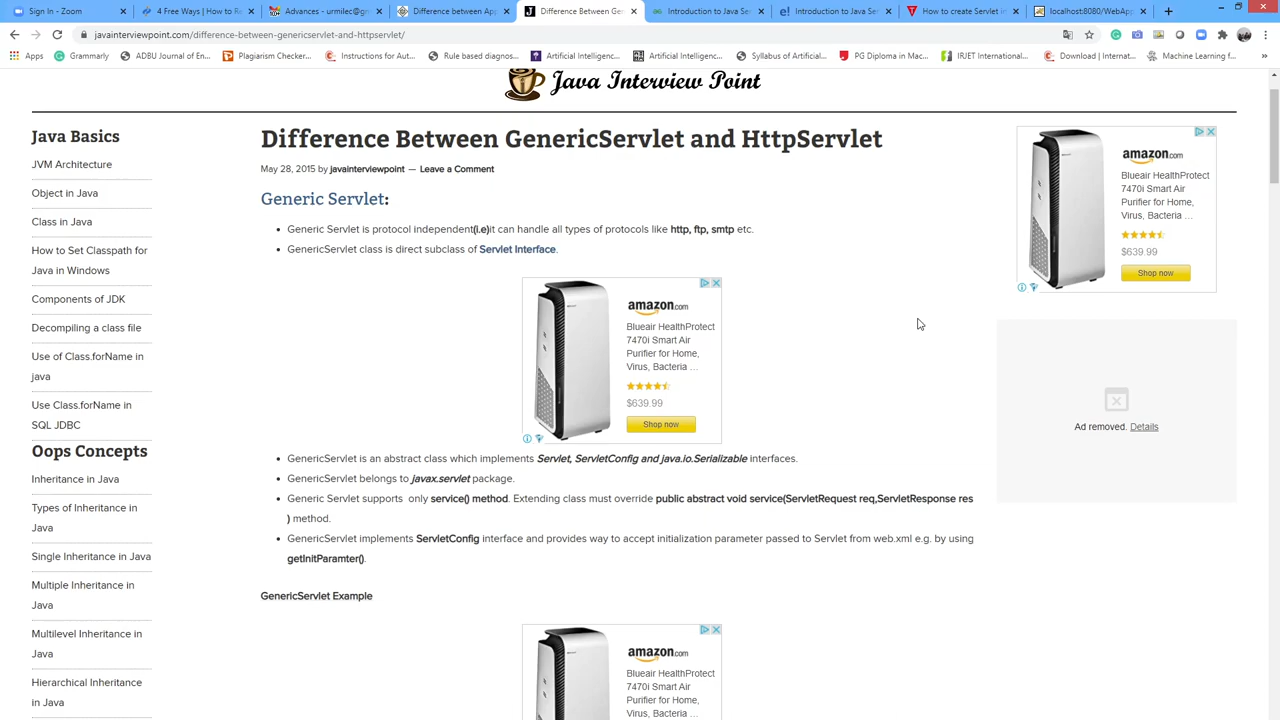 Sign In - Zoom
4 Free Ways | How to Re
Advances - urmilec@gn
Difference between App
Difference Between Gen
Introduction to Java Ser
Introduction to Java Ser
How to create Servlet in
localhost:8080/WebApp
javainterviewpoint.com/difference-between-genericservlet-and-httpservlet/
Apps
Grammarly
ADBU Journal of En...
Plagiarism Checker...
Instructions for Aut...
Rule based diagnos...
Artificial Intelligenc...
Artificial Intelligenc...
Syllabus of Artificial...
PG Diploma in Mac...
IRJET International...
Download | Internat...
Machine Learning f...
Java Interview Point
Java Basics
JVM Architecture
Object in Java
Class in Java
How to Set Classpath for
Java in Windows
Components of JDK
Decompiling a class file
Use of Class.forName in
java
Use Class.forName in
SQL JDBC
Oops Concepts
Inheritance in Java
Types of Inheritance in
Java
Single Inheritance in Java
Multiple Inheritance in
Java
Multilevel Inheritance in
Java
Hierarchical Inheritance
in Java
Difference Between GenericServlet and HttpServlet
May 28, 2015 by javainterviewpoint — Leave a Comment
Generic Servlet:
Generic Servlet is protocol independent(i.e)it can handle all types of protocols like http, ftp, smtp etc.
GenericServlet class is direct subclass of Servlet Interface.
amazon.com
Blueair HealthProtect
7470i Smart Air
Purifier for Home,
Virus, Bacteria ...
$639.99
Shop now
GenericServlet is an abstract class which implements Servlet, ServletConfig and java.io.Serializable interfaces.
GenericServlet belongs to javax.servlet package.
Generic Servlet supports only service() method. Extending class must override public abstract void service(ServletRequest req,ServletResponse res
) method.
GenericServlet implements ServletConfig interface and provides way to accept initialization parameter passed to Servlet from web.xml e.g. by using
getInitParamter().
GenericServlet Example
amazon.com
Blueair HealthProtect
7470i Smart Air
Purifier for Home,
Virus, Bacteria ...
amazon.com
Blueair HealthProtect
7470i Smart Air
Purifier for Home,
Virus, Bacteria ...
$639.99
Shop now
Ad removed. Details